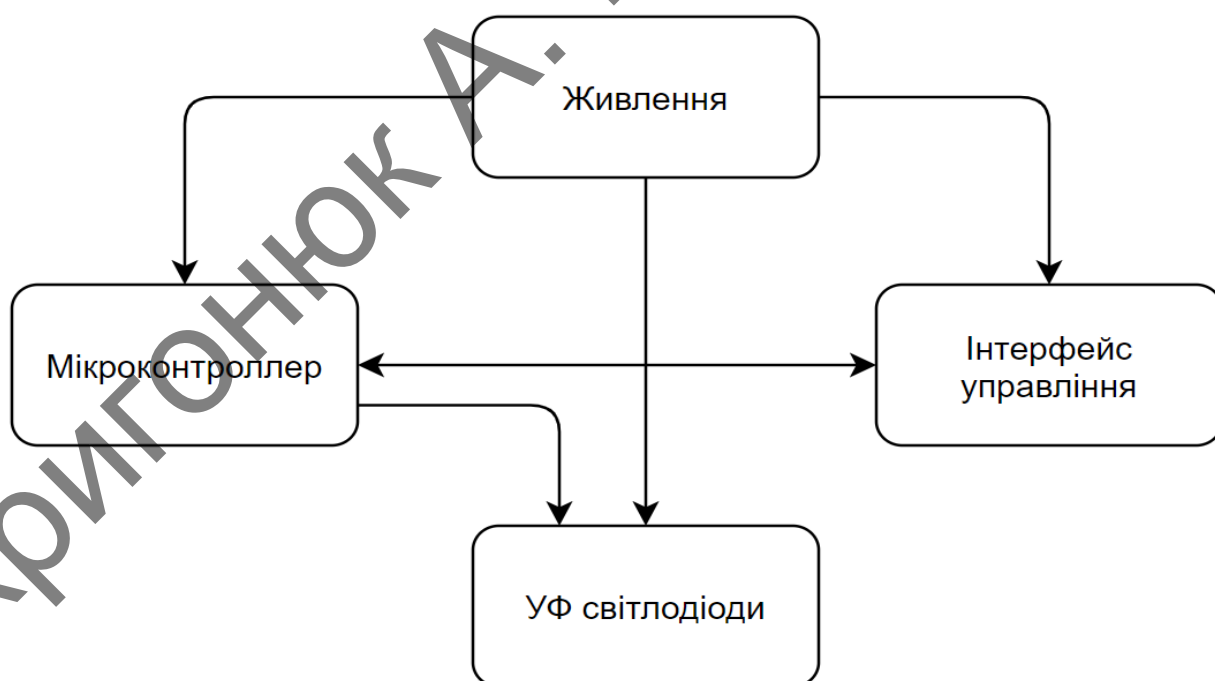 Живлення
Мікроконтроллер
Інтерфейс
управління
УФ світлодіоди